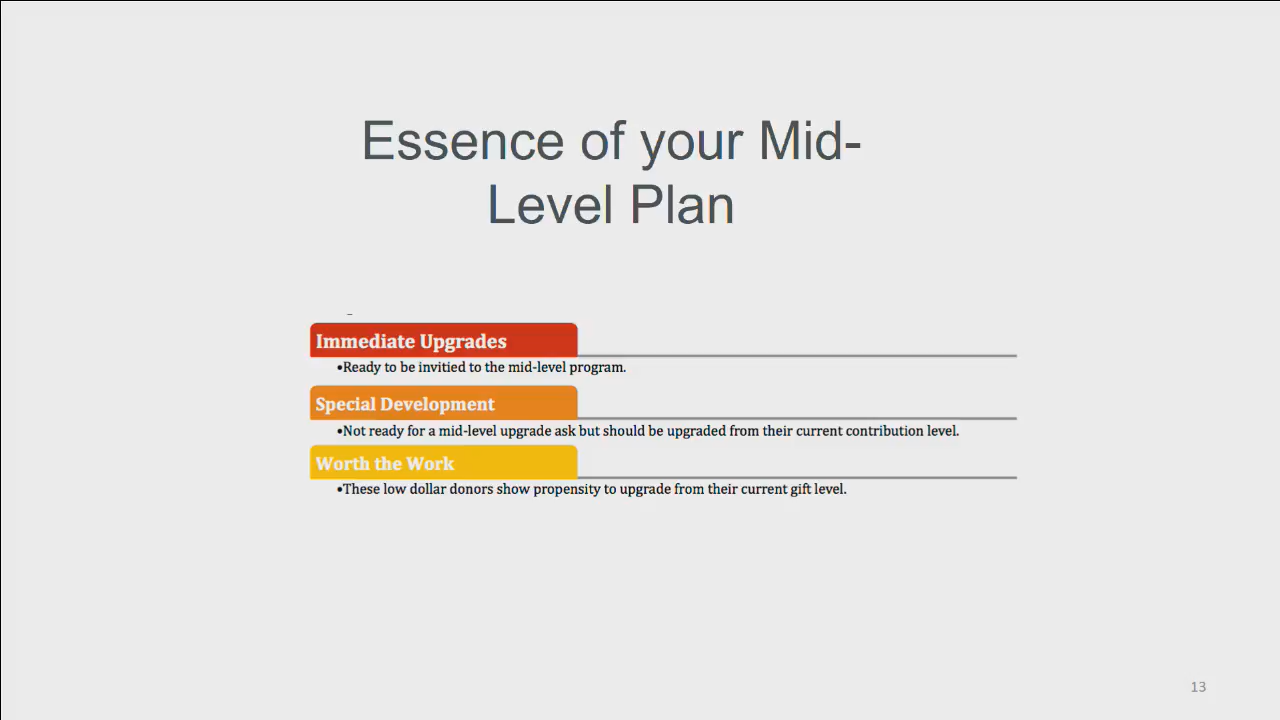 Essence of your Mid-
Level Plan
Immediate Upgrades
•Ready to be invitied to the mid-level program.
Special Development
•Not ready for a mid-level upgrade ask but should be upgraded from their current contribution level.
Worth the Work
•These low dollar donors show propensity to upgrade from their current gift level.
13